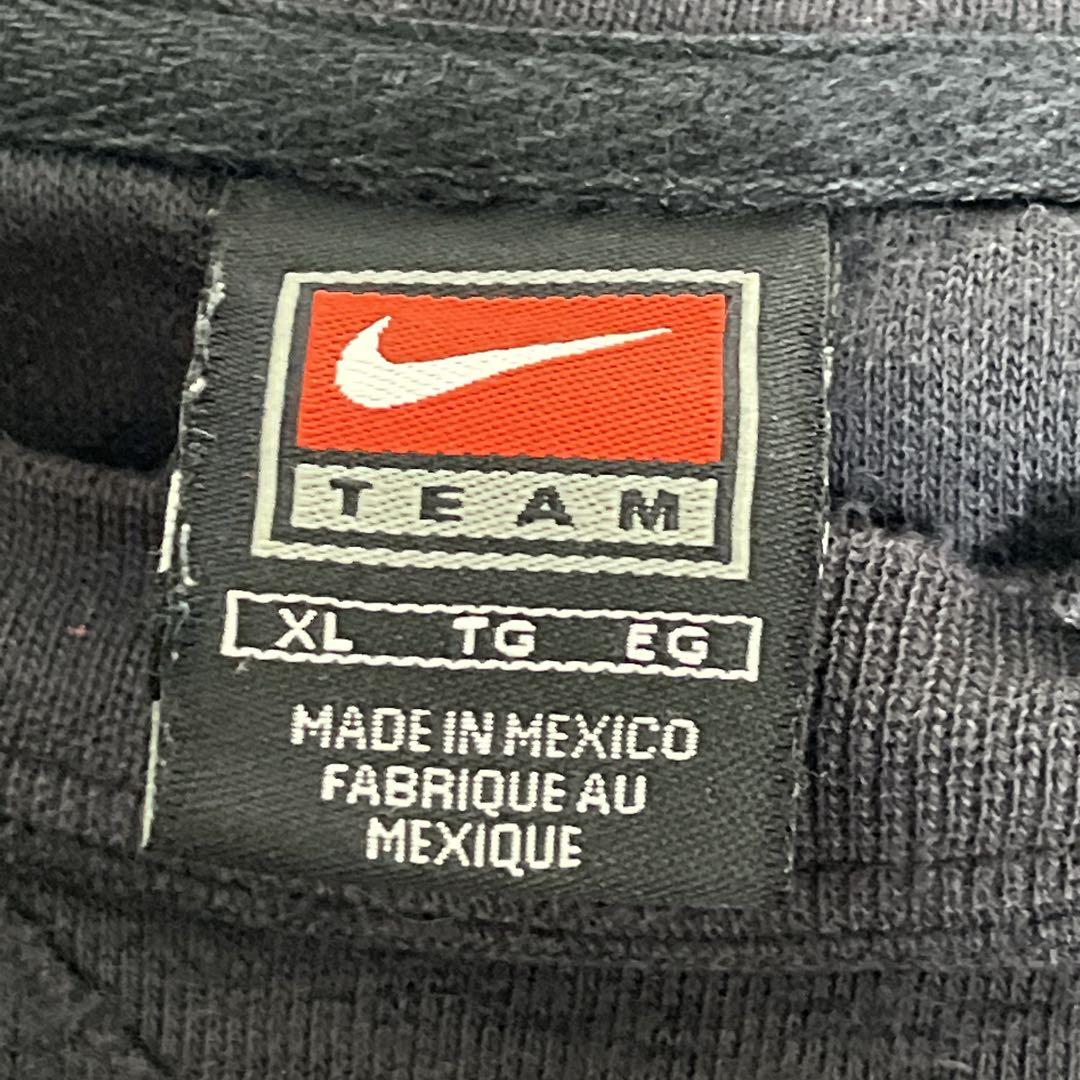 TEAM
XL TG EG
MADE IN MEXICO
FABRIQUE AU
MEXIQUE